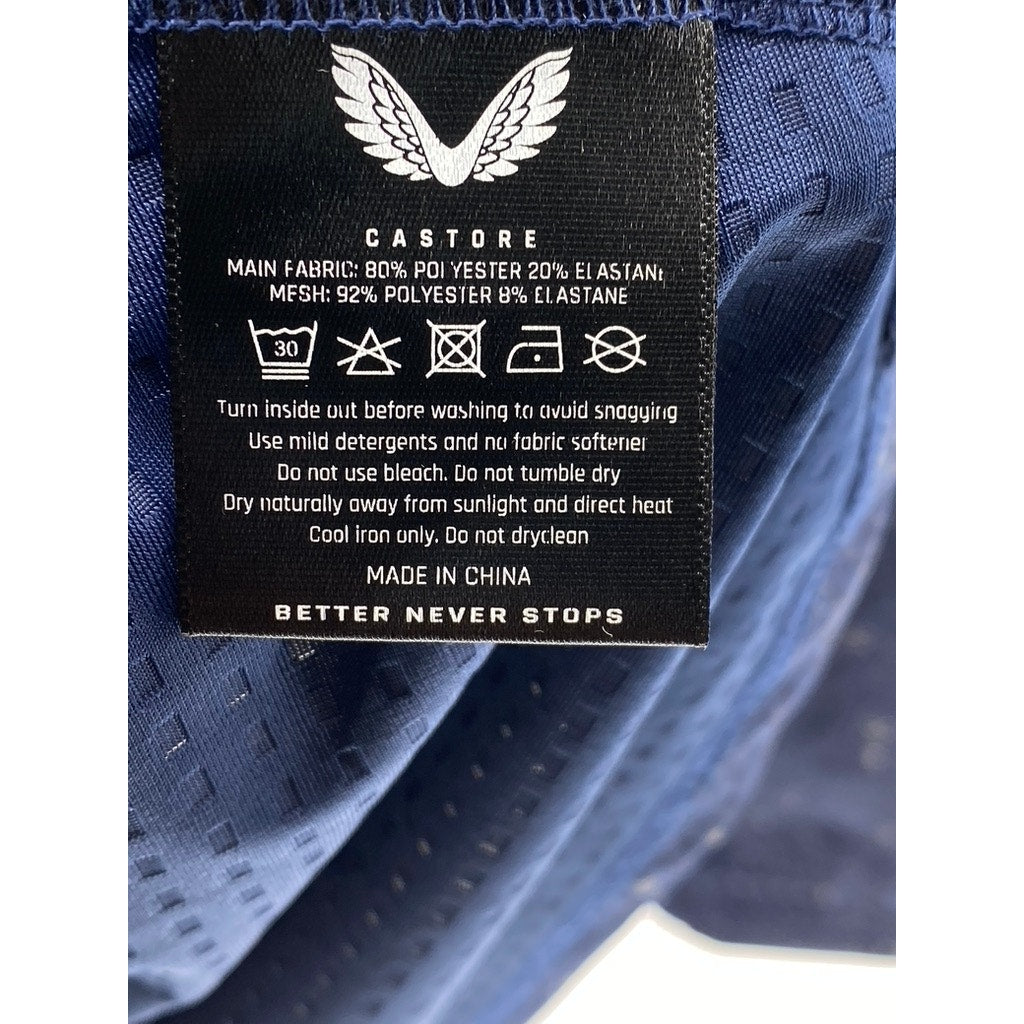 CASTORE
MAIN FABRIC: 80% POLYESTER 20% ELASTANE
MESH: 92% POLYESTER 8% ELASTANE
30
Turn inside out before washing to avoid snagging
Use mild detergents and no fabric softener
Do not use bleach. Do not tumble dry
Dry naturally away from sunlight and direct heat
Cool iron only. Do not dryclean
MADE IN CHINA
BETTER NEVER STOPS